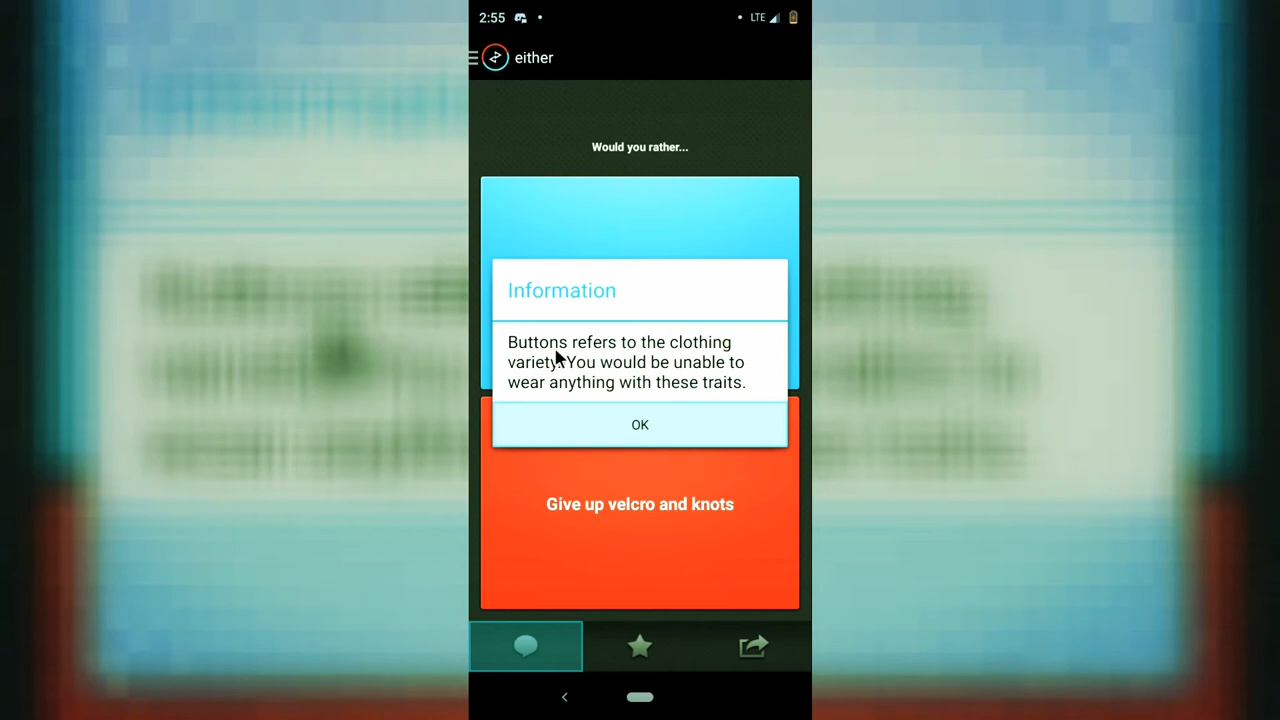 2:55
LTE
either
Would you rather...
Information
Buttons refers to the clothing
variety. You would be unable to
wear anything with these traits.
OK
Give up velcro and knots